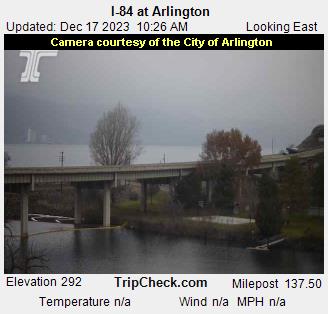 I-84 at Arlington
Updated: Dec 17 2023 10:26 AM Looking East
Camera courtesy of the City of Arlington
Elevation 292 TripCheck.com Milepost 137.50
Temperature n/a Wind n/a MPH n/a